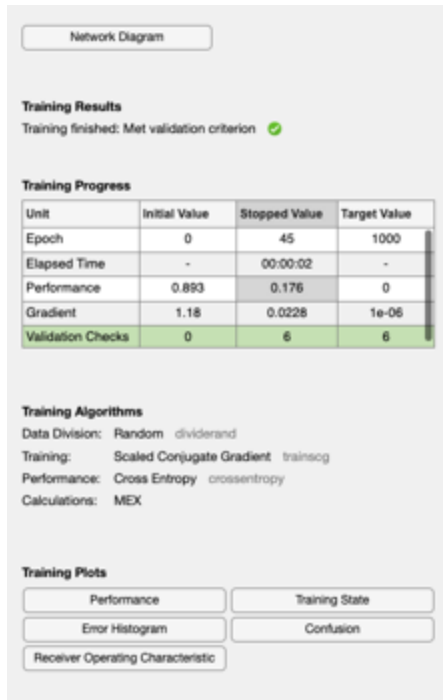 Network Diagram
Training Results
Training finished: Met validation criterion
Training Progress
Unit Initial Value Stopped Value Target Value
Epoch 0 45 1000
Elapsed Time - 00:00:02 -
Performance 0.893 0.176 0
Gradient 1.18 0.0228 1e-06
Validation Checks 0 6 6
Training Algorithms
Data Division: Random dividerand
Training: Scaled Conjugate Gradient trainscg
Performance: Cross Entropy crossentropy
Calculations: MEX
Training Plots
Performance Training State
Error Histogram Confusion
Receiver Operating Characteristic